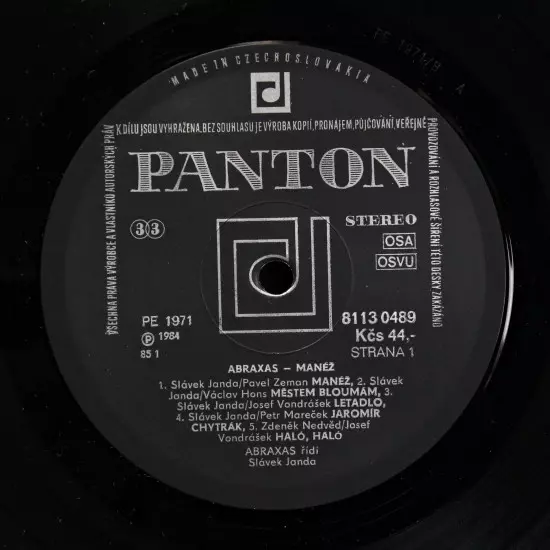 PE 1971/B A
MADE IN CZECHOSLOVAKIA
VŠECHNA PRÁVA VÝROBCE A VLASTNÍKŮ AUTORSKÝCH PRÁV K DÍLU JSOU VYHRAŽENA. BEZ SOUHLASU JE VÝROBA KOPIÍ, PRONÁJEM, PŮJČOVÁNÍ, VEŘEJNÉ PROVOZOVÁNÍ A ROZHLASOVÉ ŠÍŘENÍ TÉTO DESKY ZAKÁZÁNO
PANTON
33
STEREO
OSA
OSVU
PE 1971
℗ 1984
85 1
8113 0489
Kčs 44,-
STRANA 1
ABRAXAS – MANÉŽ
1. Slávek Janda/Pavel Zeman MANÉŽ, 2. Slávek
Janda/Václav Hons MĚSTEM BLOUMÁM, 3.
Slávek Janda/Josef Vondrášek LETADLO,
4. Slávek Janda/Petr Mareček JAROMÍR
CHYTRÁK, 5. Zdeněk Nedvěd/Josef
Vondrášek HALÓ, HALÓ
ABRAXAS řídí
Slávek Janda